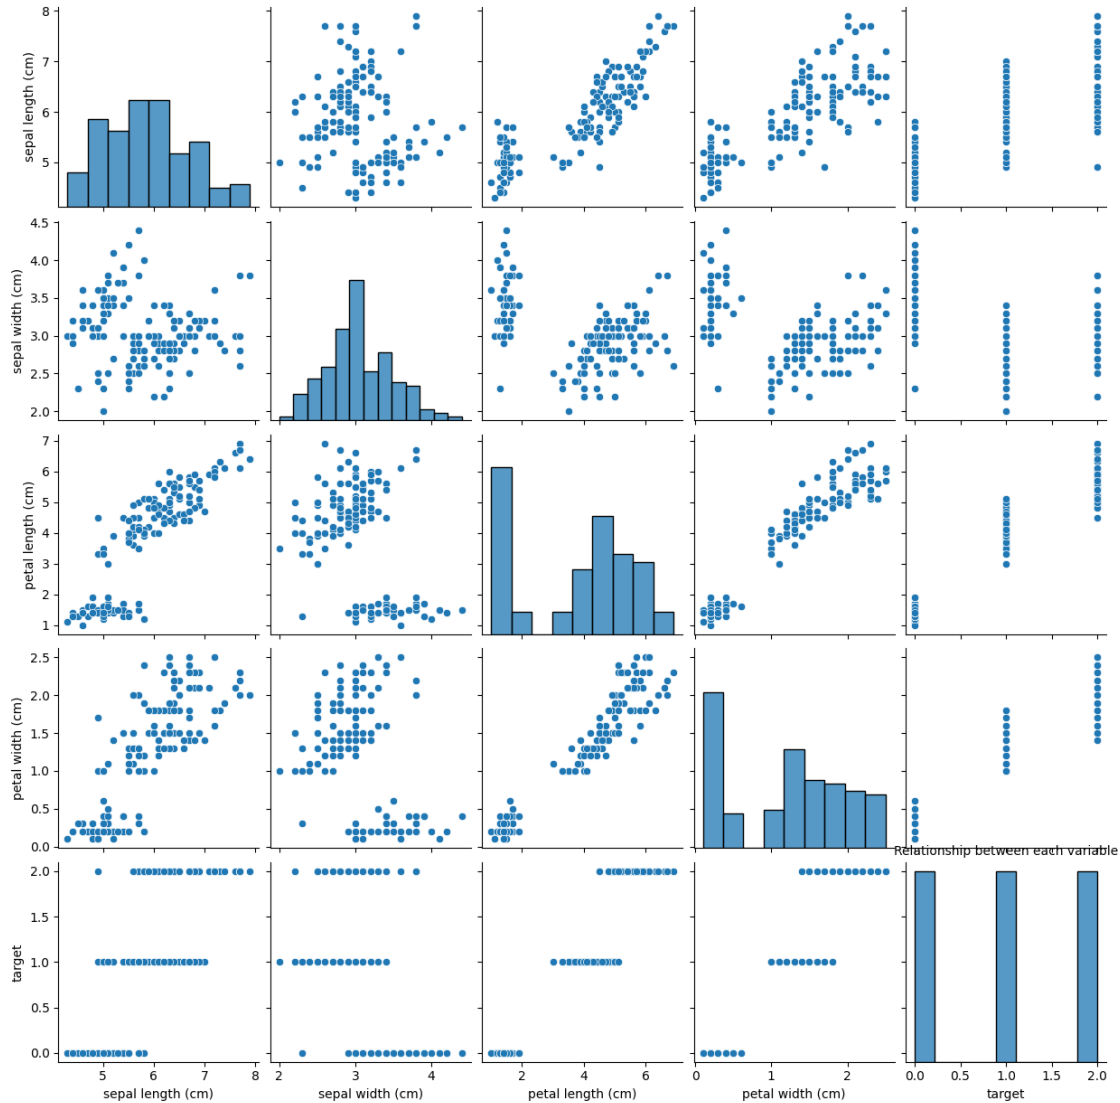 8
7
6
5
sepal length (cm)
4.5
4.0
3.5
3.0
2.5
2.0
sepal width (cm)
7
6
5
4
3
2
1
petal length (cm)
2.5
2.0
1.5
1.0
0.5
0.0
petal width (cm)
Relationship between each variable
2.0
1.5
1.0
0.5
0.0
target
5 6 7 8
sepal length (cm)
2 3 4
sepal width (cm)
2 4 6
petal length (cm)
0 1 2
petal width (cm)
0.0 0.5 1.0 1.5 2.0
target